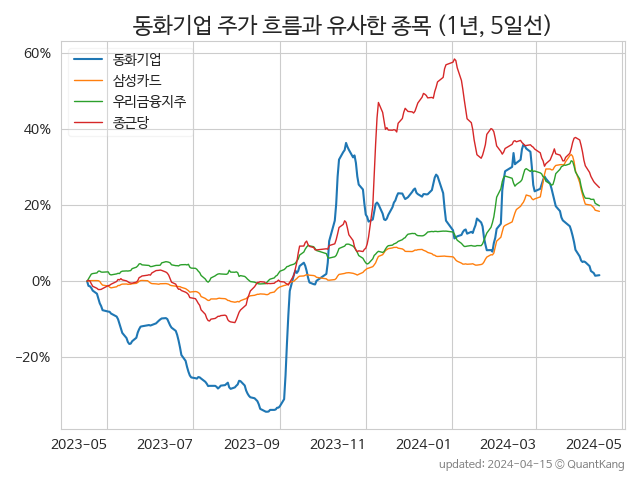 동화기업 주가 흐름과 유사한 종목 (1년, 5일선)
동화기업
삼성카드
우리금융지주
종근당
60%
40%
20%
0%
−20%
2023-05 2023-07 2023-09 2023-11 2024-01 2024-03 2024-05
updated: 2024-04-15 © QuantKang